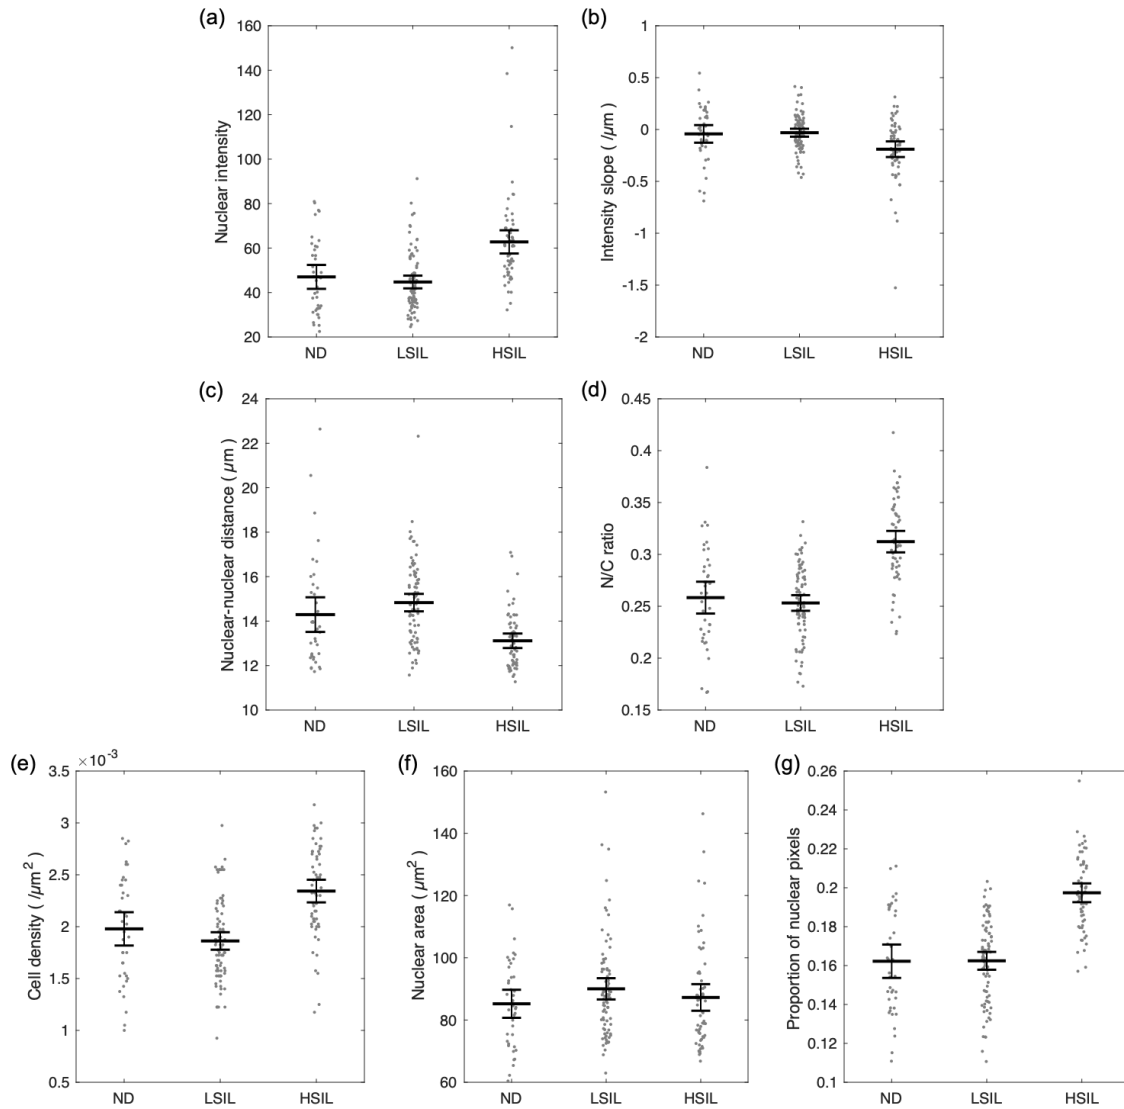 (a)
160
140
120
100
80
60
40
20
Nuclear intensity
ND LSIL HSIL
(b)
1
0.5
0
-0.5
-1
-1.5
-2
Intensity slope ( /µm )
ND LSIL HSIL
(c)
24
22
20
18
16
14
12
10
Nuclear-nuclear distance ( µm )
ND LSIL HSIL
(d)
0.45
0.4
0.35
0.3
0.25
0.2
0.15
N/C ratio
ND LSIL HSIL
(e)
×10⁻³
3.5
3
2.5
2
1.5
1
0.5
Cell density ( /µm² )
ND LSIL HSIL
(f)
160
140
120
100
80
60
Nuclear area ( µm² )
ND LSIL HSIL
(g)
0.26
0.24
0.22
0.2
0.18
0.16
0.14
0.12
0.1
Proportion of nuclear pixels
ND LSIL HSIL